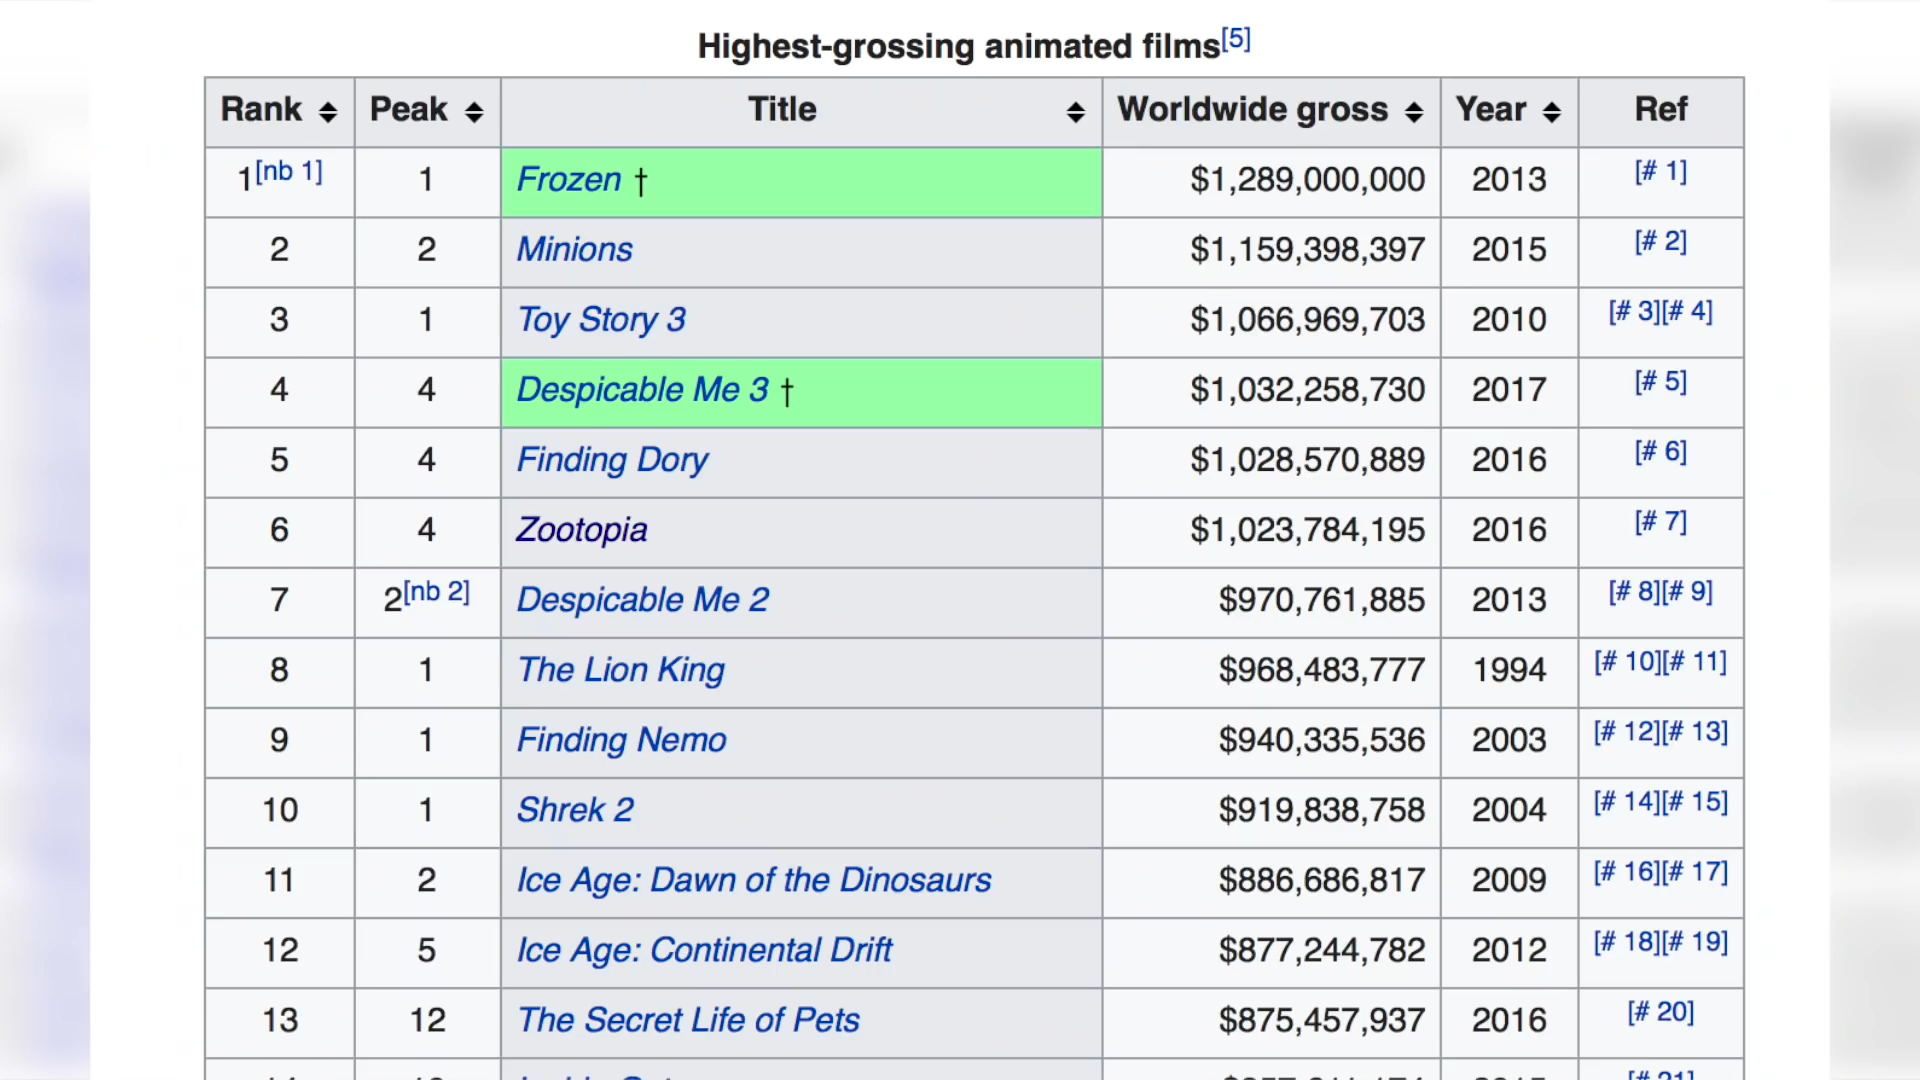 Highest-grossing animated films[5]
Rank Peak Title Worldwide gross Year Ref
1[nb 1] 1 Frozen † $1,289,000,000 2013 [# 1]
2 2 Minions $1,159,398,397 2015 [# 2]
3 1 Toy Story 3 $1,066,969,703 2010 [# 3][# 4]
4 4 Despicable Me 3 † $1,032,258,730 2017 [# 5]
5 4 Finding Dory $1,028,570,889 2016 [# 6]
6 4 Zootopia $1,023,784,195 2016 [# 7]
7 2[nb 2] Despicable Me 2 $970,761,885 2013 [# 8][# 9]
8 1 The Lion King $968,483,777 1994 [# 10][# 11]
9 1 Finding Nemo $940,335,536 2003 [# 12][# 13]
10 1 Shrek 2 $919,838,758 2004 [# 14][# 15]
11 2 Ice Age: Dawn of the Dinosaurs $886,686,817 2009 [# 16][# 17]
12 5 Ice Age: Continental Drift $877,244,782 2012 [# 18][# 19]
13 12 The Secret Life of Pets $875,457,937 2016 [# 20]